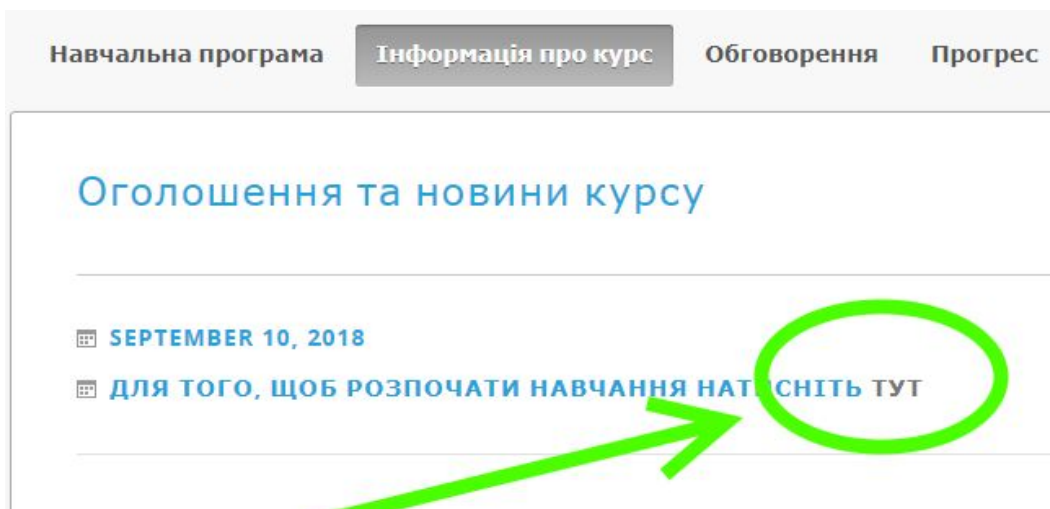 Навчальна програма Інформація про курс Обговорення Прогрес
Оголошення та новини курсу
SEPTEMBER 10, 2018
ДЛЯ ТОГО, ЩОБ РОЗПОЧАТИ НАВЧАННЯ НАТИСНІТЬ ТУТ